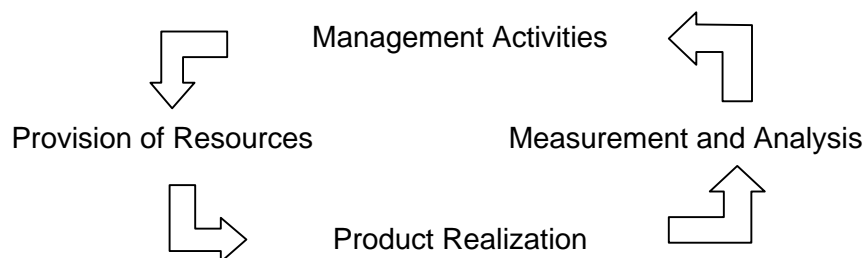 Management Activities
Provision of Resources
Measurement and Analysis
Product Realization